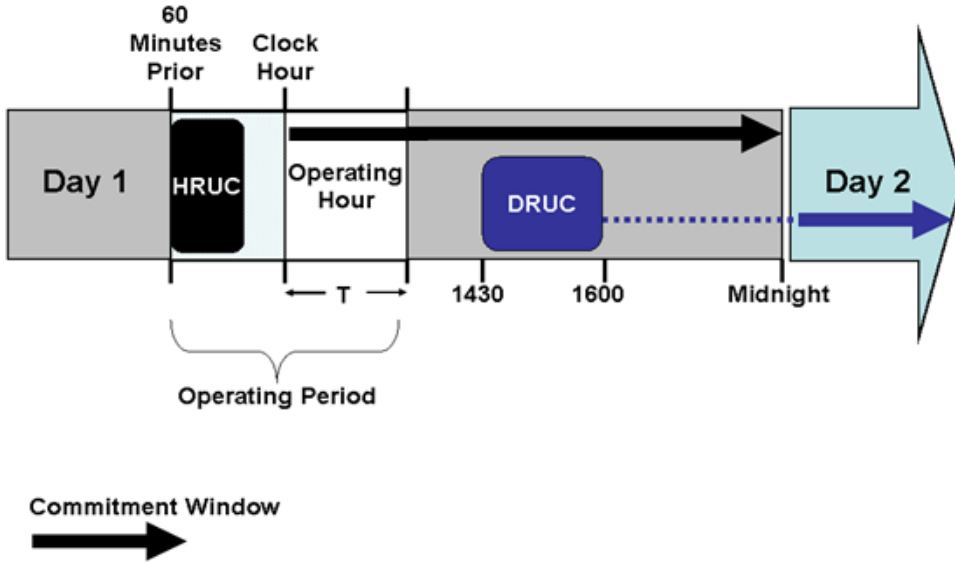 60
Minutes
Prior
Clock
Hour
Day 1
HRUC
Operating
Hour
DRUC
Day 2
T
1430
1600
Midnight
Operating Period
Commitment Window